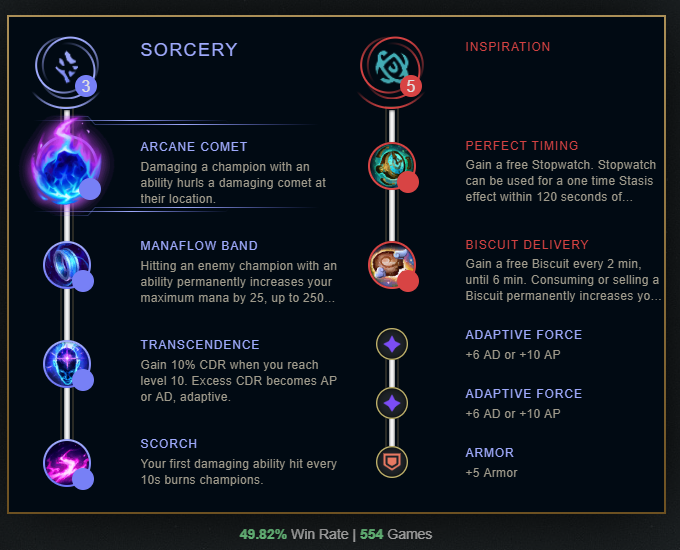 SORCERY
3
ARCANE COMET
Damaging a champion with an
ability hurls a damaging comet at
their location.
MANAFLOW BAND
Hitting an enemy champion with an
ability permanently increases your
maximum mana by 25, up to 250...
TRANSCENDENCE
Gain 10% CDR when you reach
level 10. Excess CDR becomes AP
or AD, adaptive.
SCORCH
Your first damaging ability hit every
10s burns champions.
INSPIRATION
5
PERFECT TIMING
Gain a free Stopwatch. Stopwatch
can be used for a one time Stasis
effect within 120 seconds of...
BISCUIT DELIVERY
Gain a free Biscuit every 2 min,
until 6 min. Consuming or selling a
Biscuit permanently increases yo...
ADAPTIVE FORCE
+6 AD or +10 AP
ADAPTIVE FORCE
+6 AD or +10 AP
ARMOR
+5 Armor
49.82% Win Rate | 554 Games